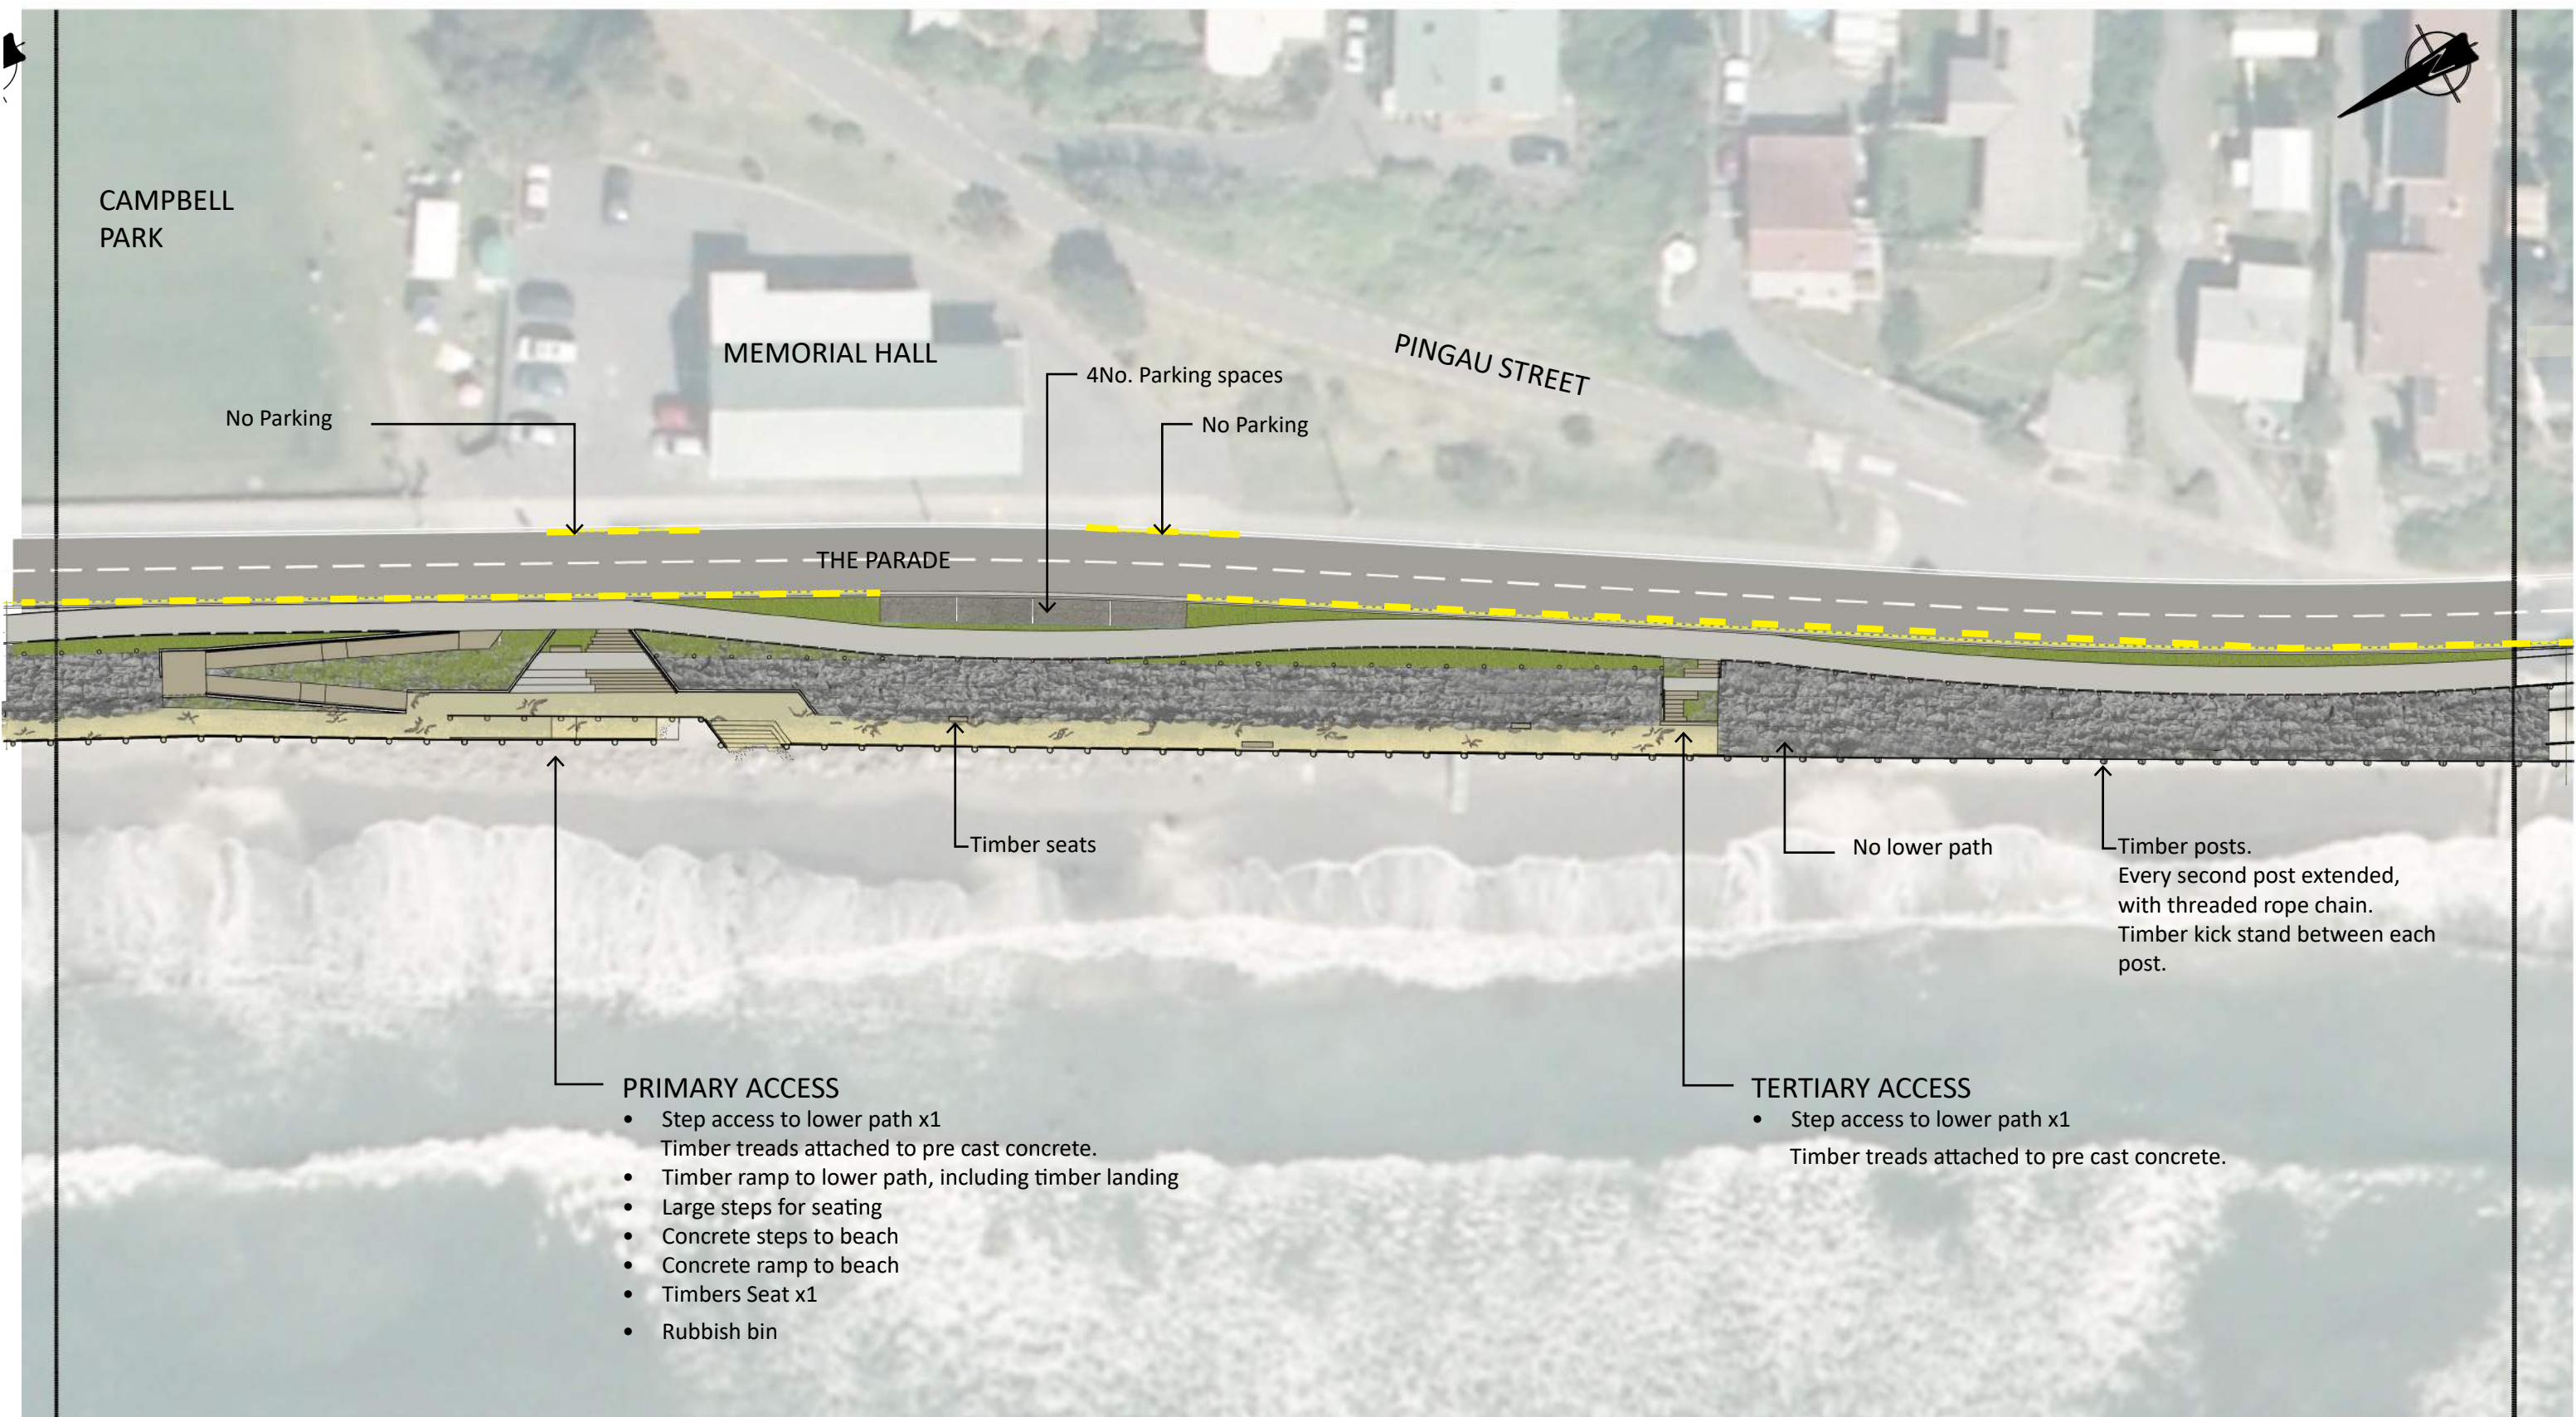 CAMPBELL
PARK
MEMORIAL HALL
PINGAU STREET
4No. Parking spaces
No Parking
No Parking
THE PARADE
Timber seats
No lower path
Timber posts.
Every second post extended,
with threaded rope chain.
Timber kick stand between each
post.
PRIMARY ACCESS
• Step access to lower path x1
Timber treads attached to pre cast concrete.
• Timber ramp to lower path, including timber landing
• Large steps for seating
• Concrete steps to beach
• Concrete ramp to beach
• Timbers Seat x1
• Rubbish bin
TERTIARY ACCESS
• Step access to lower path x1
Timber treads attached to pre cast concrete.
N